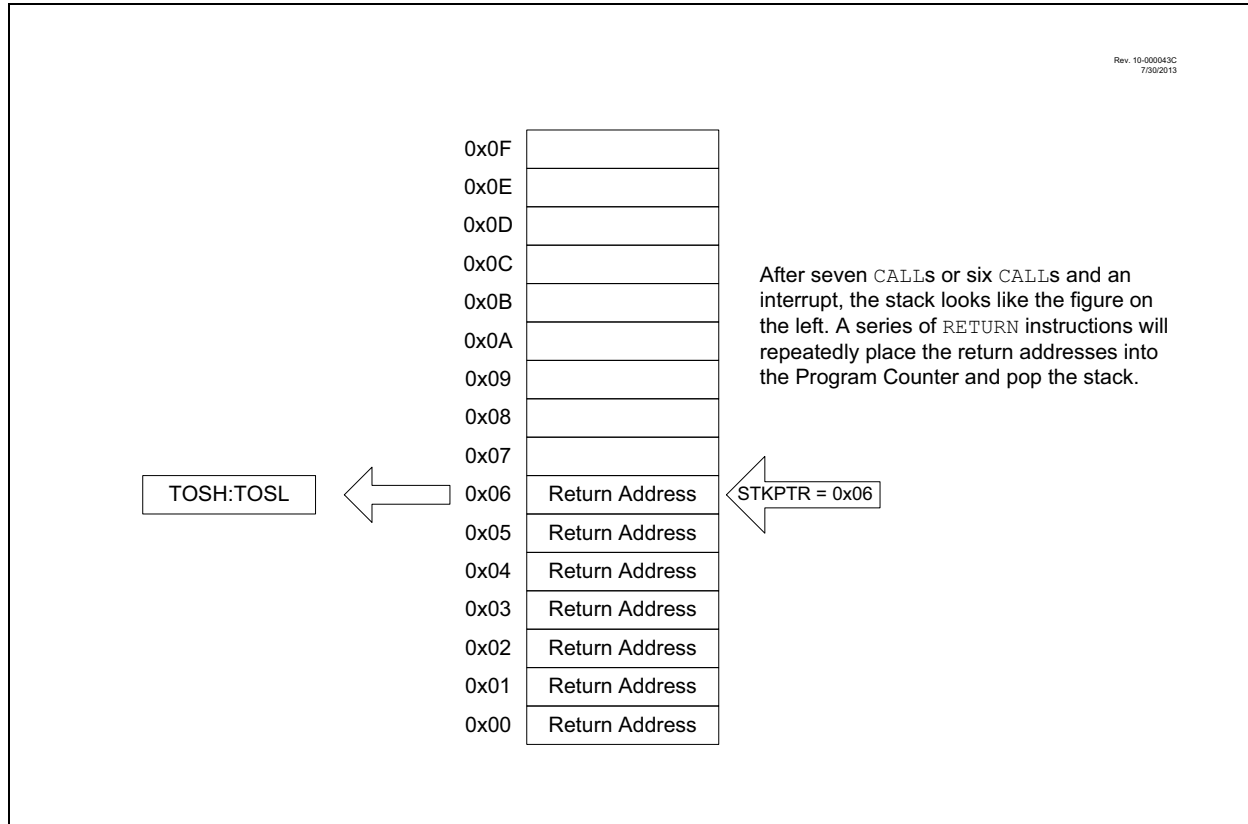 Rev. 10-000043C
7/30/2013
0x0F
0x0E
0x0D
0x0C
0x0B
0x0A
0x09
0x08
0x07
After seven CALLs or six CALLs and an
interrupt, the stack looks like the figure on
the left. A series of RETURN instructions will
repeatedly place the return addresses into
the Program Counter and pop the stack.
TOSH:TOSL
0x06 Return Address
STKPTR = 0x06
0x05 Return Address
0x04 Return Address
0x03 Return Address
0x02 Return Address
0x01 Return Address
0x00 Return Address